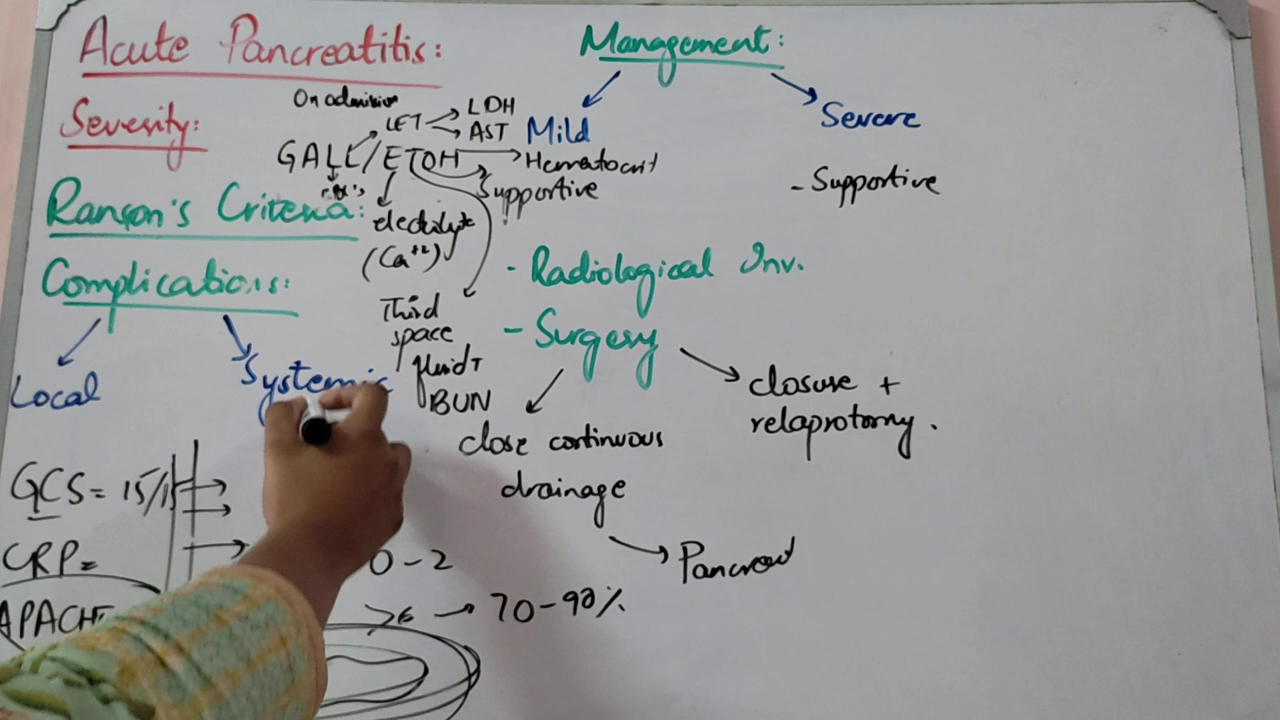 Acute Pancreatitis:
Severity:
On admission
LFT
LDH
AST
GALL/ETOH
Hematocrit
electrolyte
(Ca++)
Third
space
fluid
BUN
Ranson's Criteria:
Complications:
Local
Systemic
GCS = 15/15
CRP=
APACHE
0-2
>6 → 70-90%
Management:
Mild
Supportive
- Radiological Inv.
- Surgery
close continuous
drainage
Pancreat
closure +
relaprotomy.
Severe
- Supportive